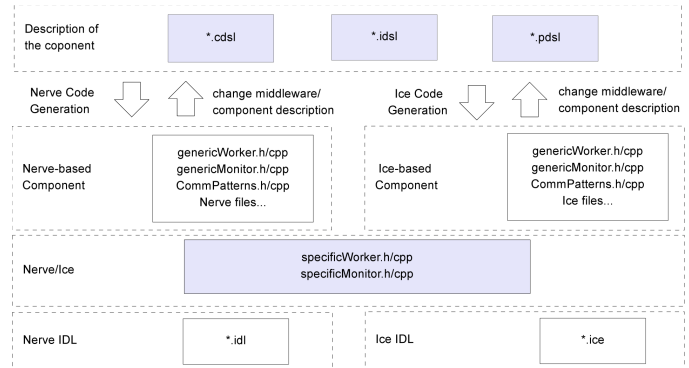 Description of
the coponent
*.cdsl
*.idsl
*.pdsl
Nerve Code
Generation
change middleware/
component description
Ice Code
Generation
change middleware/
component description
Nerve-based
Component
genericWorker.h/cpp
genericMonitor.h/cpp
CommPatterns.h/cpp
Nerve files...
Ice-based
Component
genericWorker.h/cpp
genericMonitor.h/cpp
CommPatterns.h/cpp
Ice files...
Nerve/Ice
specificWorker.h/cpp
specificMonitor.h/cpp
Nerve IDL
*.idl
Ice IDL
*.ice